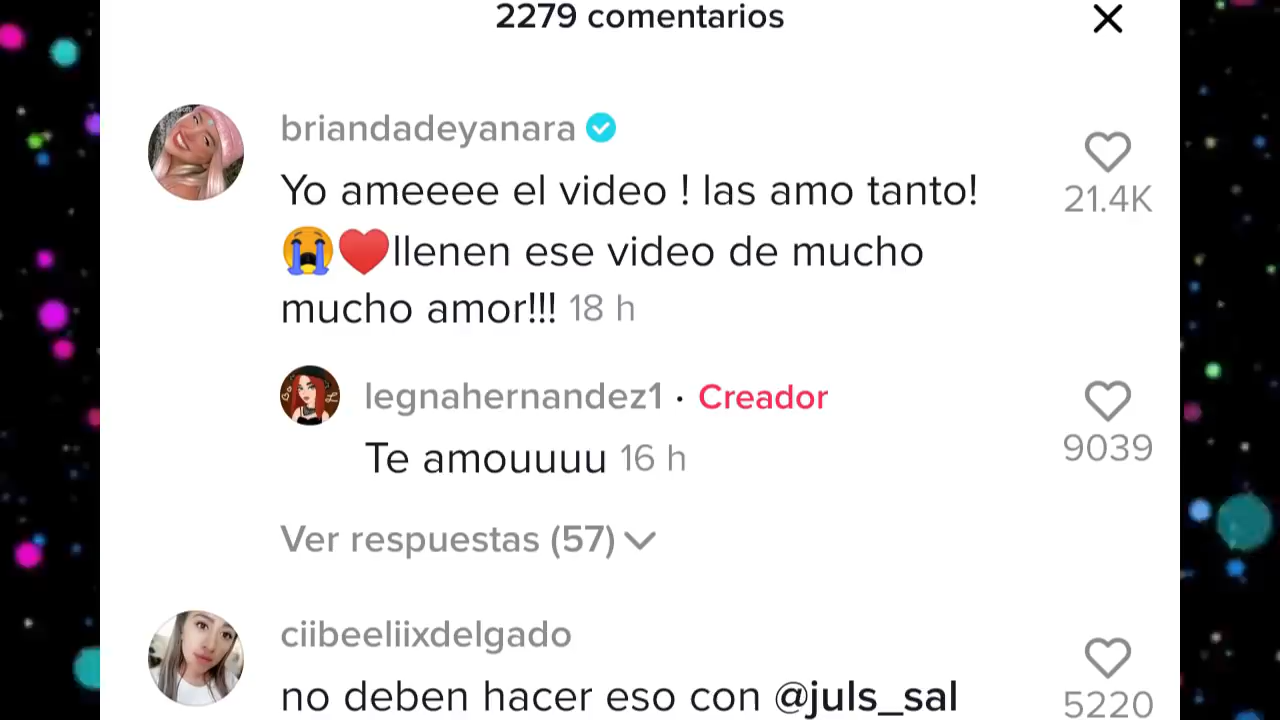 2279 comentarios
briandadeyanara
Yo ameeee el video ! las amo tanto!
😭❤️llenen ese video de mucho
mucho amor!!! 18 h
21.4K
legnahernandez1 · Creador
Te amouuuu 16 h
9039
Ver respuestas (57)
ciibeeliixdelgado
no deben hacer eso con @juls_sal
5220